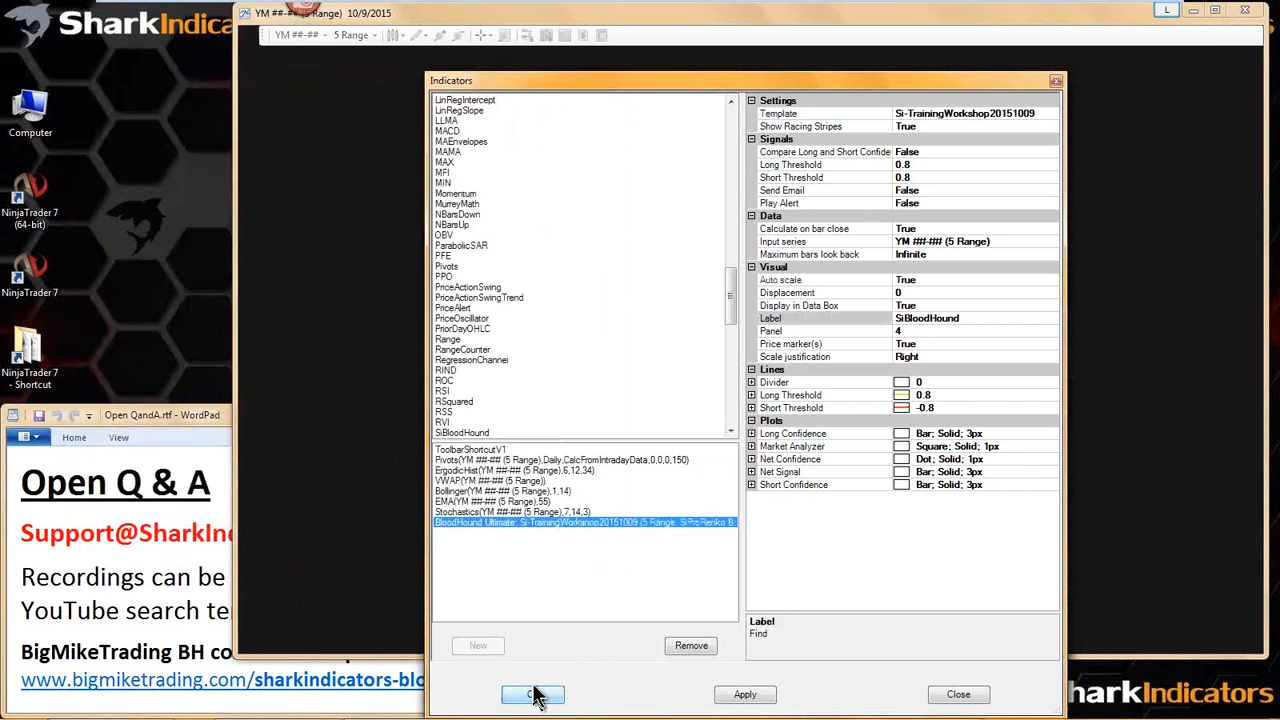 SharkIndica
YM ##-## (5 Range) 10/9/2015
L
YM ##-## 5 Range
Computer
NinjaTrader 7
(64-bit)
NinjaTrader 7
NinjaTrader 7
- Shortcut
Indicators
LinRegIntercept
LinRegSlope
LLMA
MACD
MAEnvelopes
MAMA
MAX
MFI
MIN
Momentum
MurreyMath
NBarsDown
NBarsUp
OBV
ParabolicSAR
PFE
Pivots
PPO
PriceActionSwing
PriceActionSwingTrend
PriceAlert
PriceOscillator
PriorDayOHLC
Range
RangeCounter
RegressionChannel
RIND
ROC
RSI
RSquared
RSS
RVI
SiBloodHound
ToolbarShortcutV1
Pivots(YM ##-## (5 Range),Daily,CalcFromIntradayData,0,0,0,150)
ErgodicHist(YM ##-## (5 Range),6,12,34)
VWAP(YM ##-## (5 Range))
Bollinger(YM ##-## (5 Range),1,14)
EMA(YM ##-## (5 Range),55)
Stochastics(YM ##-## (5 Range),7,14,3)
BloodHound Ultimate: Si-TrainingWorkshop20151009 (5 Range, SiProRenko B:
New
Remove
Settings
Template Si-TrainingWorkshop20151009
Show Racing Stripes True
Signals
Compare Long and Short Confide False
Long Threshold 0.8
Short Threshold 0.8
Send Email False
Play Alert False
Data
Calculate on bar close True
Input series YM ##-## (5 Range)
Maximum bars look back Infinite
Visual
Auto scale True
Displacement 0
Display in Data Box True
Label SiBloodHound
Panel 4
Price marker(s) True
Scale justification Right
Lines
Divider 0
Long Threshold 0.8
Short Threshold -0.8
Plots
Long Confidence Bar; Solid; 3px
Market Analyzer Square; Solid; 1px
Net Confidence Dot; Solid; 1px
Net Signal Bar; Solid; 3px
Short Confidence Bar; Solid; 3px
Label
Find
Apply
Close
Open QandA.rtf - WordPad
Home View
Open Q & A
Support@SharkInd
Recordings can be
YouTube search te
BigMikeTrading BH co
www.bigmiketrading.com/sharkindicators-blo
harkIndicators